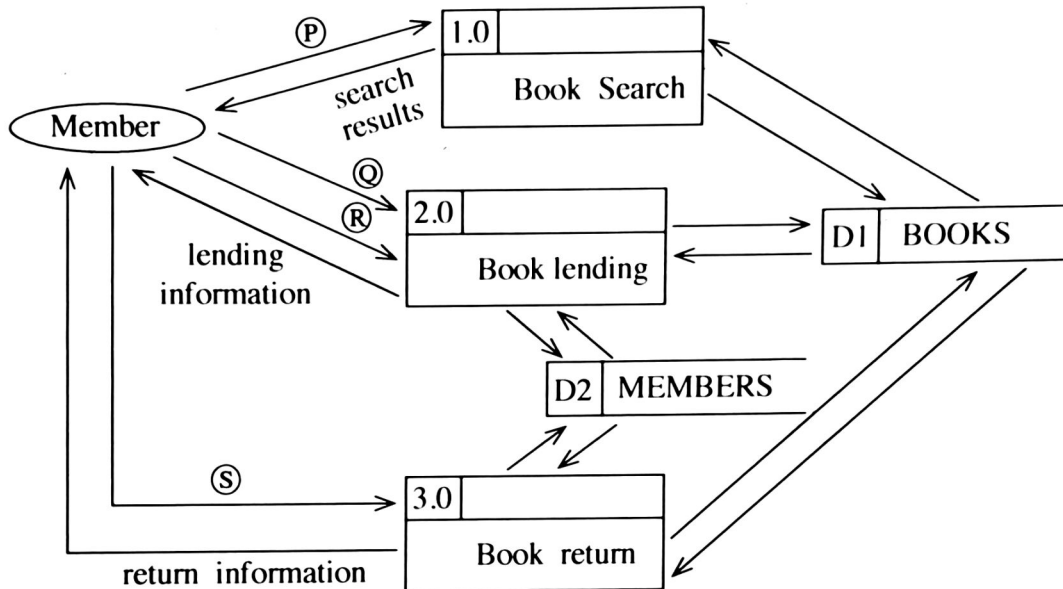 Ⓟ
1.0
Book Search
search
results
Member
Ⓠ
Ⓡ
2.0
Book lending
lending
information
D1 BOOKS
D2 MEMBERS
Ⓢ
3.0
Book return
return information